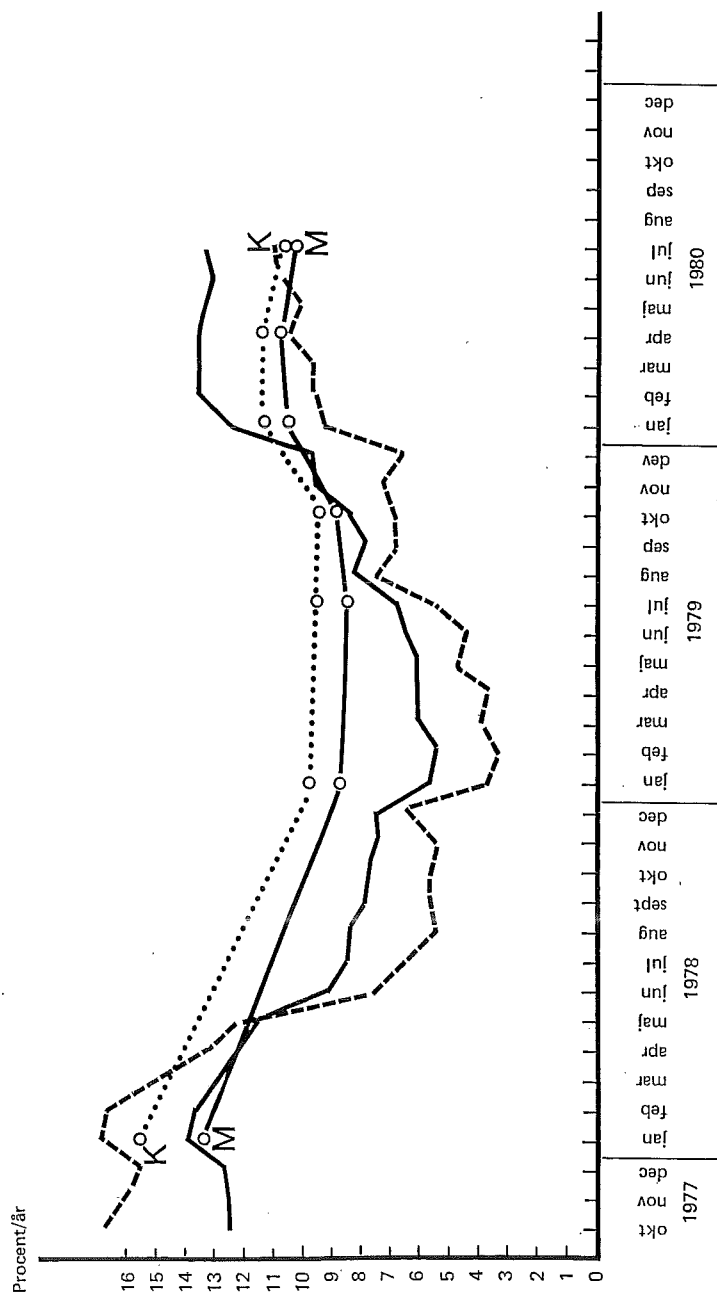 Procent/år
16
15
14
13
12
11
10
9
8
7
6
5
4
3
2
1
0
K
M
K
M
okt nov dec jan feb mar apr maj jun jul aug sept okt nov dec jan feb mar apr maj jun jul aug sep okt nov dev jan feb mar apr maj jun jul aug sep okt nov dec
1977 1978 1979 1980